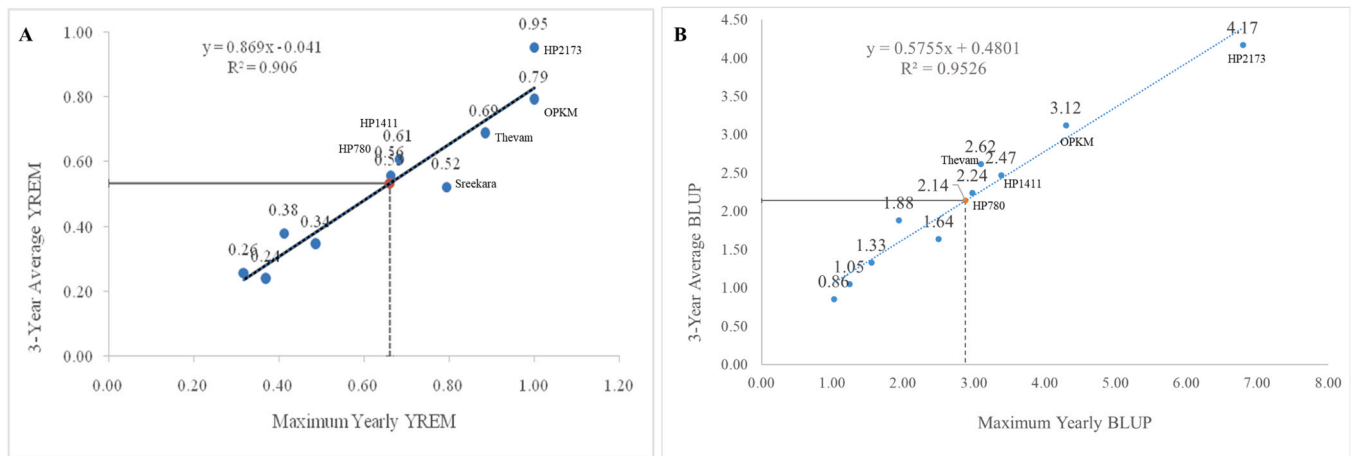 A
y = 0.869x - 0.041
R² = 0.906
3-Year Average YREM
1.00
0.80
0.60
0.40
0.20
0.00
0.00 0.20 0.40 0.60 0.80 1.00 1.20
Maximum Yearly YREM
0.95
HP2173
0.79
OPKM
0.69
Thevam
HP1411
0.61
HP780
0.56
0.52
Sreekara
0.38
0.34
0.26
0.24
B
y = 0.5755x + 0.4801
R² = 0.9526
3-Year Average BLUP
4.50
4.00
3.50
3.00
2.50
2.00
1.50
1.00
0.50
0.00
0.00 1.00 2.00 3.00 4.00 5.00 6.00 7.00 8.00
Maximum Yearly BLUP
4.17
HP2173
3.12
OPKM
2.62
Thevam
2.47
HP1411
2.24
2.14
HP780
1.88
1.64
1.33
1.05
0.86